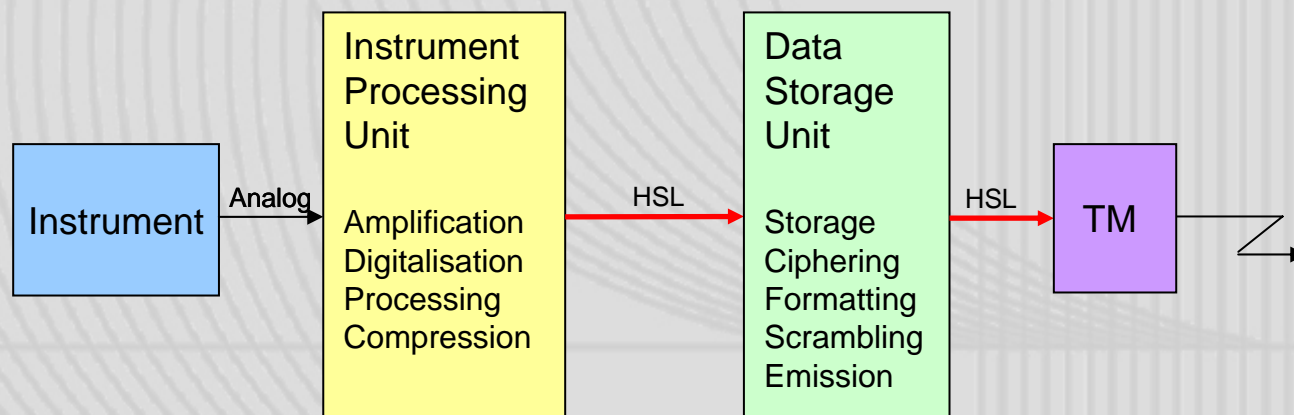 Instrument
Analog
Instrument
Processing
Unit
Amplification
Digitalisation
Processing
Compression
HSL
Data
Storage
Unit
Storage
Ciphering
Formatting
Scrambling
Emission
HSL
TM